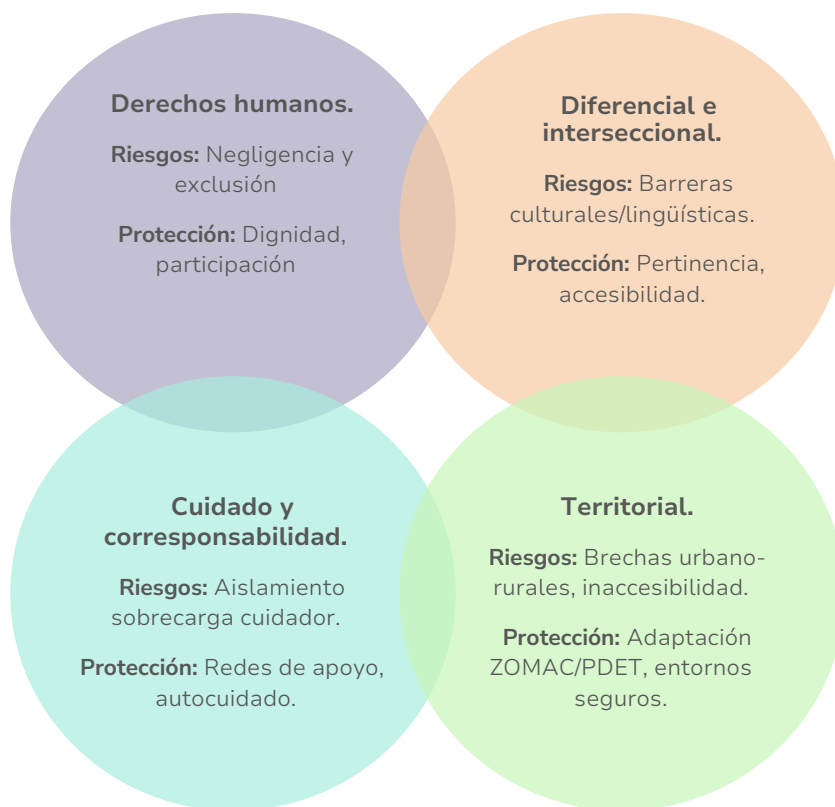 Derechos humanos.
Riesgos: Negligencia y
exclusión
Protección: Dignidad,
participación
Diferencial e
interseccional.
Riesgos: Barreras
culturales/lingüísticas.
Protección: Pertinencia,
accesibilidad.
Cuidado y
corresponsabilidad.
Riesgos: Aislamiento
sobrecarga cuidador.
Protección: Redes de apoyo,
autocuidado.
Territorial.
Riesgos: Brechas urbano-
rurales, inaccesibilidad.
Protección: Adaptación
ZOMAC/PDET, entornos
seguros.